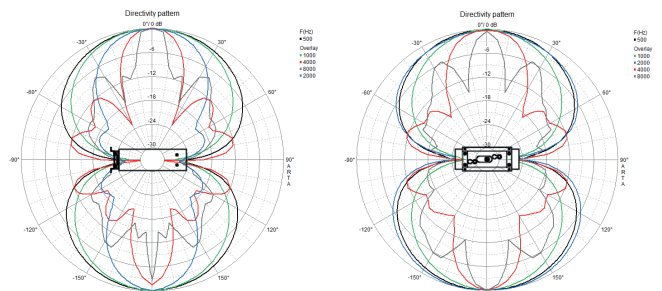 Directivity pattern
0°/ 0 dB
F(Hz)
500
Overlay
1000
4000
8000
2000
-30°
30°
-6
-60°
60°
-12
-18
-24
-30
-90°
90°
A
R
T
A
-120°
120°
-150°
150°
Directivity pattern
0°/ 0 dB
F(Hz)
500
Overlay
1000
2000
4000
8000
-30°
30°
-6
-60°
60°
-12
-18
-24
-30
-90°
90°
A
R
T
A
-120°
120°
-150°
150°